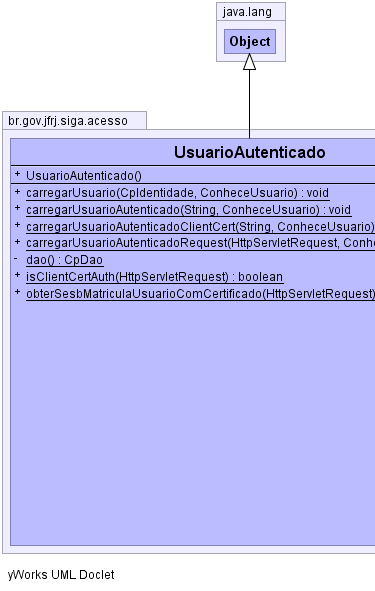 java.lang
Object
br.gov.jfrj.siga.acesso
UsuarioAutenticado
+ UsuarioAutenticado()
+ carregarUsuario(CpIdentidade, ConheceUsuario) : void
+ carregarUsuarioAutenticado(String, ConheceUsuario) : void
+ carregarUsuarioAutenticadoClientCert(String, ConheceUsuario)
+ carregarUsuarioAutenticadoRequest(HttpServletRequest, Conhe
- dao() : CpDao
+ isClientCertAuth(HttpServletRequest) : boolean
+ obterSesbMatriculaUsuarioComCertificado(HttpServletRequest)
yWorks UML Doclet